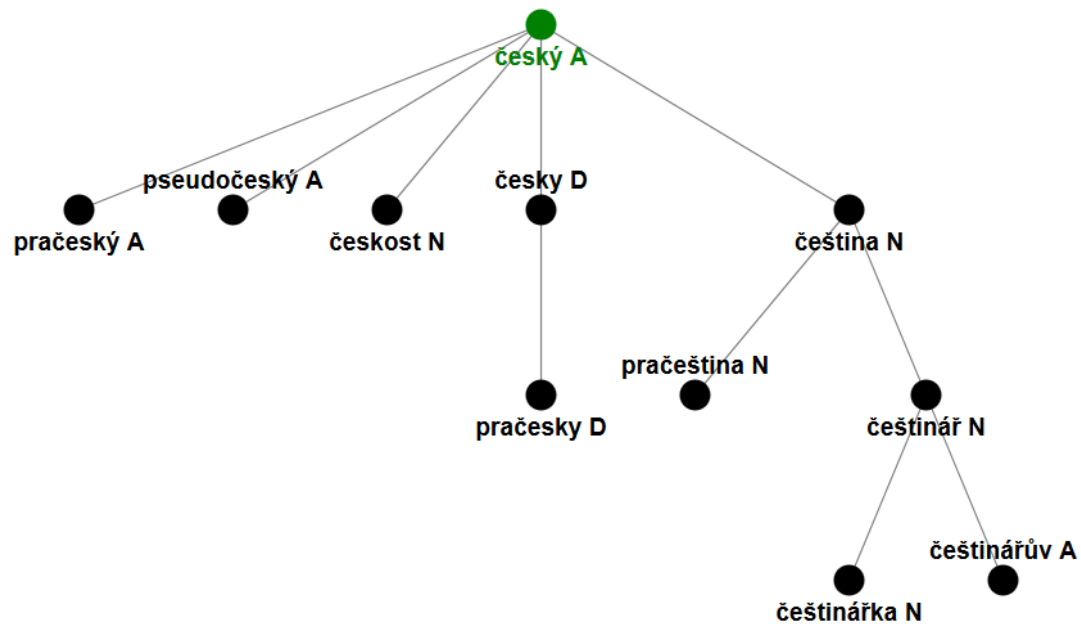 český A
pseudočeský A
česky D
pračeský A
českost N
čeština N
pračeština N
pračesky D
češtinář N
češtinářův A
češtinářka N